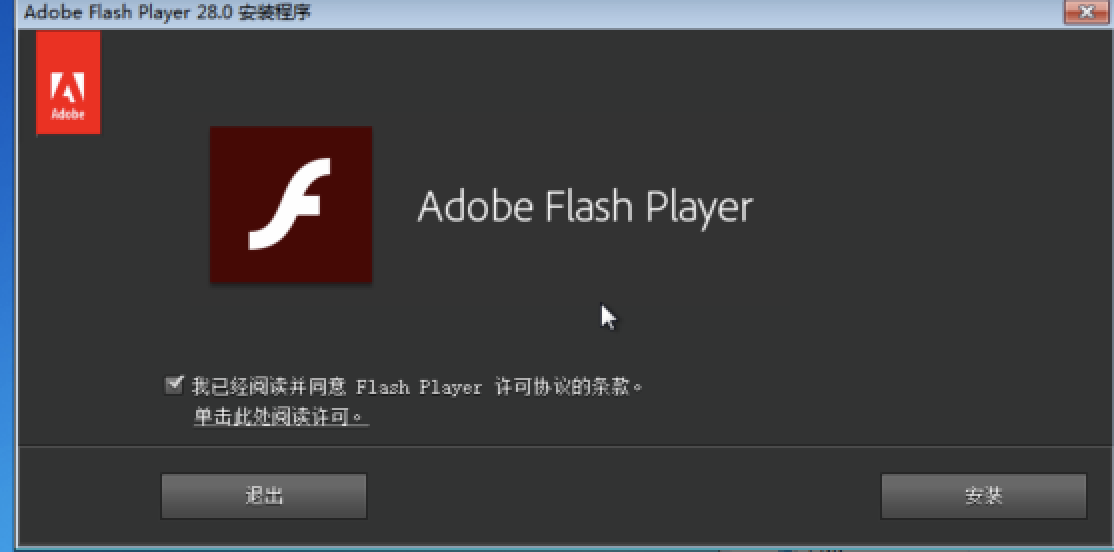 Adobe Flash Player 28.0 安装程序
Adobe
Adobe Flash Player
我已经阅读并同意 Flash Player 许可协议的条款。
单击此处阅读许可。
退出
安装